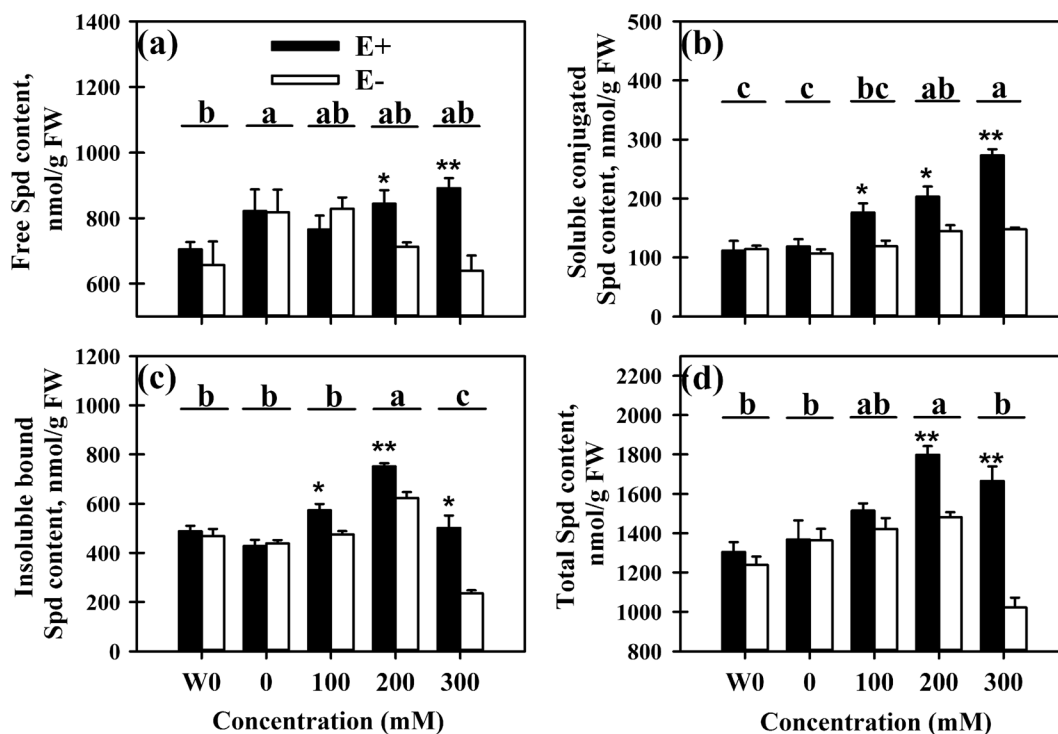 (a)
E+
E-
Free Spd content,
nmol/g FW
1400
1200
1000
800
600
b a ab ab ab
* **
(b)
Soluble conjugated
Spd content, nmol/g FW
500
400
300
200
100
0
c c bc ab a
* * **
(c)
Insoluble bound
Spd content, nmol/g FW
1200
1000
800
600
400
200
0
b b b a c
* ** *
W0 0 100 200 300
Concentration (mM)
(d)
Total Spd content,
nmol/g FW
2200
2000
1800
1600
1400
1200
1000
800
b b ab a b
** **
W0 0 100 200 300
Concentration (mM)